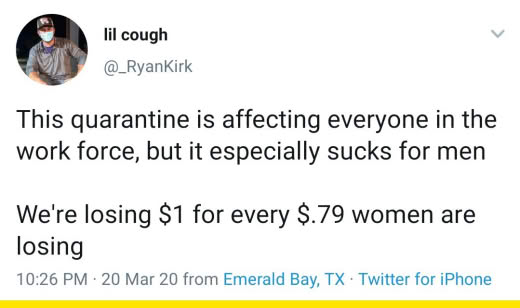 lil cough
@_RyanKirk
This quarantine is affecting everyone in the
work force, but it especially sucks for men
We're losing $1 for every $.79 women are
losing
10:26 PM · 20 Mar 20 from Emerald Bay, TX · Twitter for iPhone